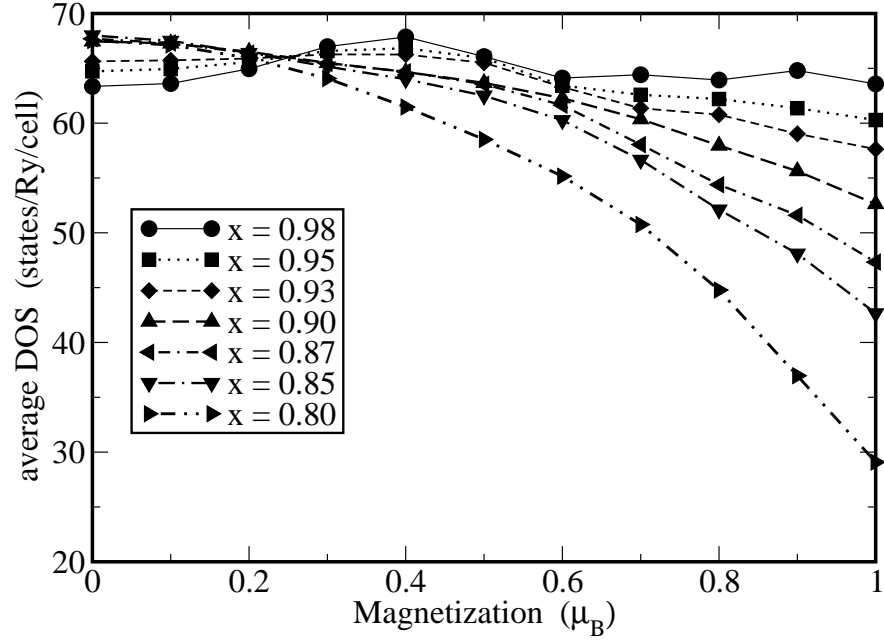 average DOS (states/Ry/cell)
70
60
50
40
30
20
x = 0.98
x = 0.95
x = 0.93
x = 0.90
x = 0.87
x = 0.85
x = 0.80
0 0.2 0.4 0.6 0.8 1
Magnetization (μ_B)